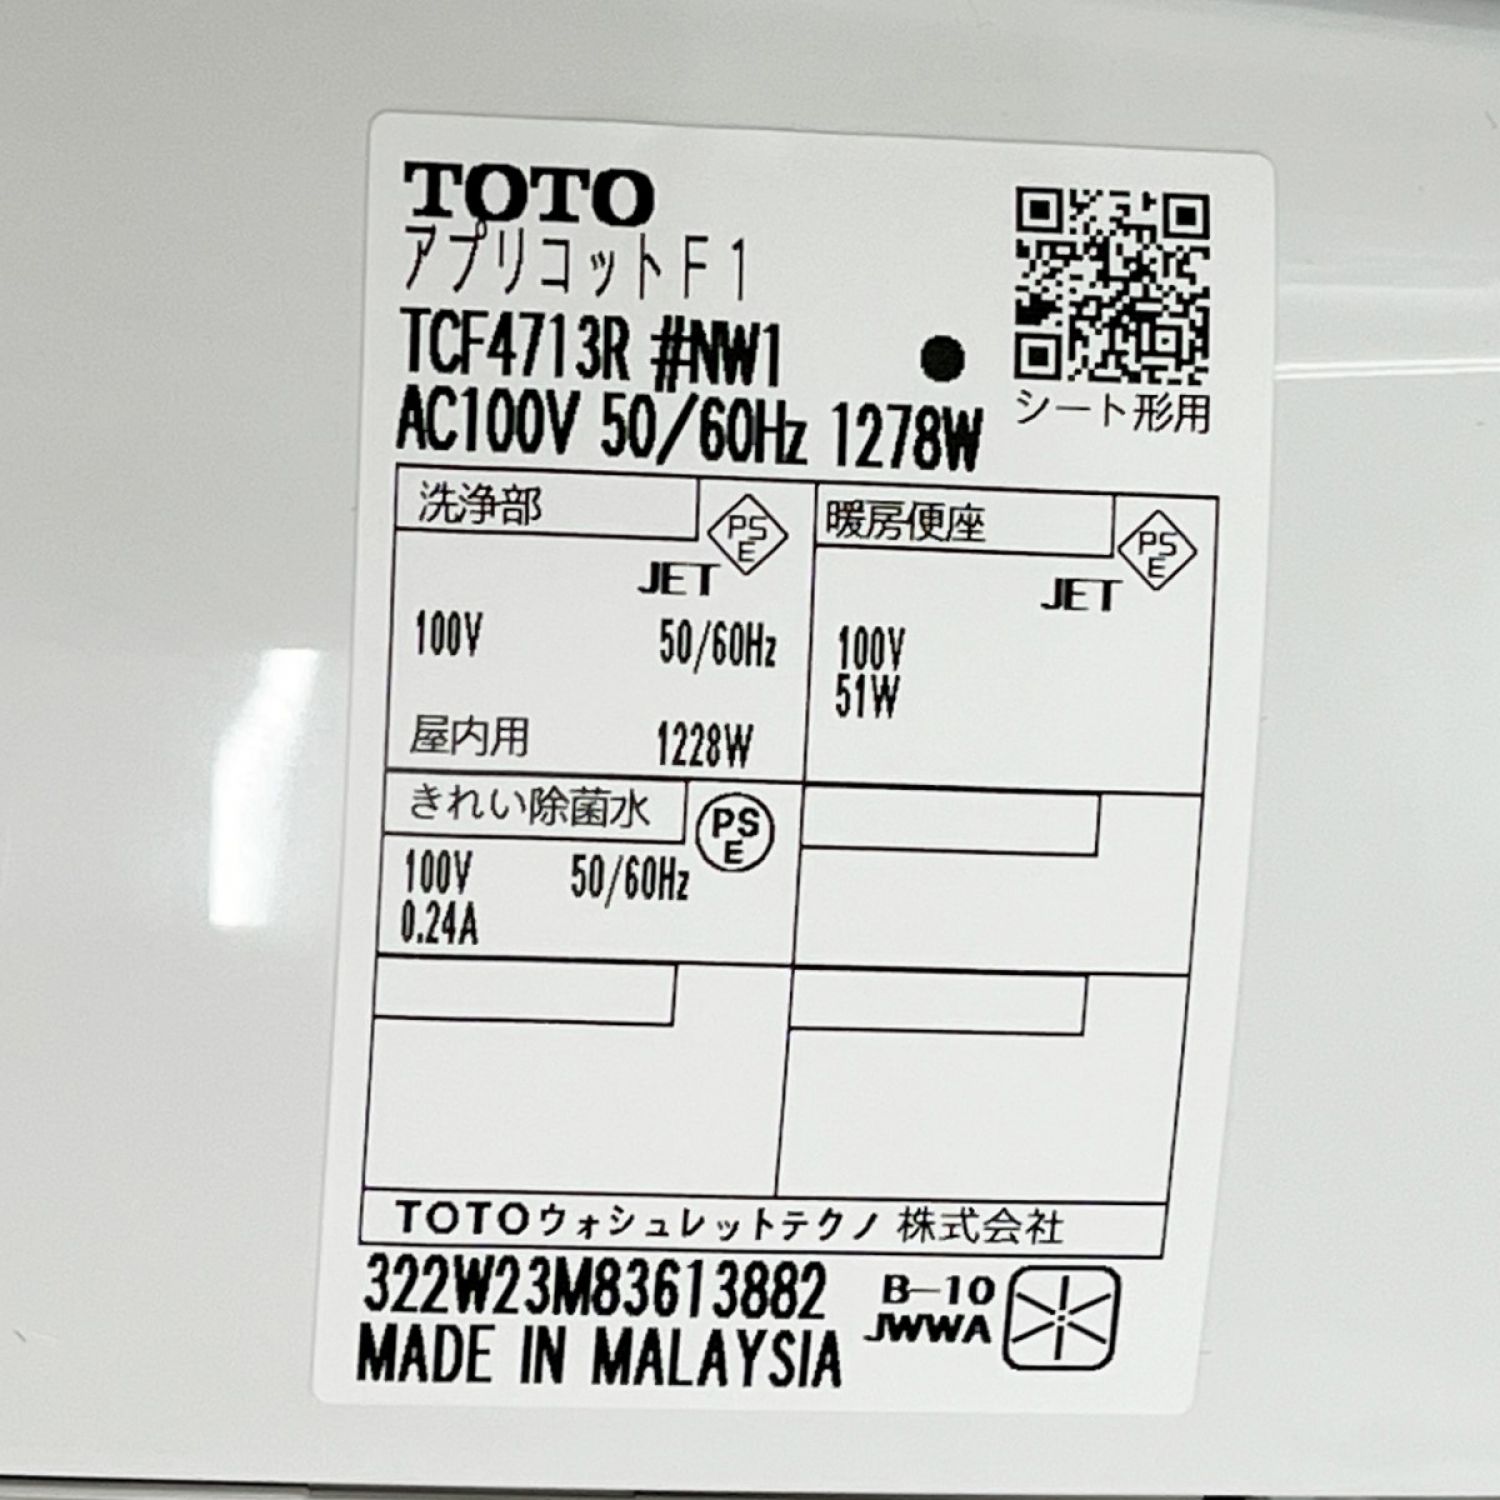 TOTO
アプリコットF1
TCF4713R #NW1
AC100V 50/60Hz 1278W
シート形用
洗浄部
PSE
JET
100V 50/60Hz
屋内用 1228W
暖房便座
PSE
JET
100V
51W
きれい除菌水
PSE
100V 50/60Hz
0.24A
TOTOウォシュレットテクノ 株式会社
322W23M83613882
B-10
JWWA
MADE IN MALAYSIA